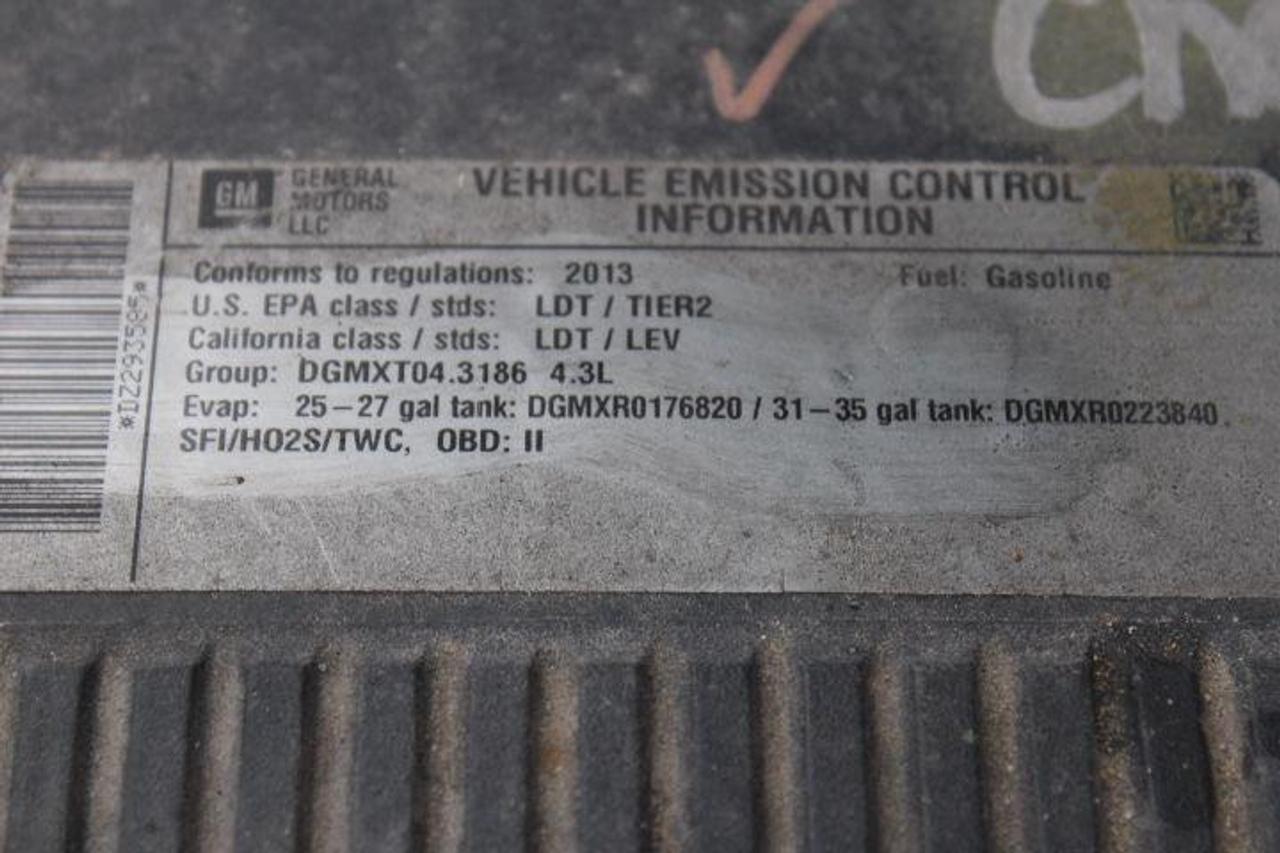 CN
GM GENERAL MOTORS LLC
VEHICLE EMISSION CONTROL
INFORMATION
Conforms to regulations: 2013 Fuel: Gasoline
U.S. EPA class / stds: LDT / TIER2
California class / stds: LDT / LEV
Group: DGMXT04.3186 4.3L
Evap: 25–27 gal tank: DGMXR0176820 / 31–35 gal tank: DGMXR0223840.
SFI/HO2S/TWC, OBD: II
*DZ293585*